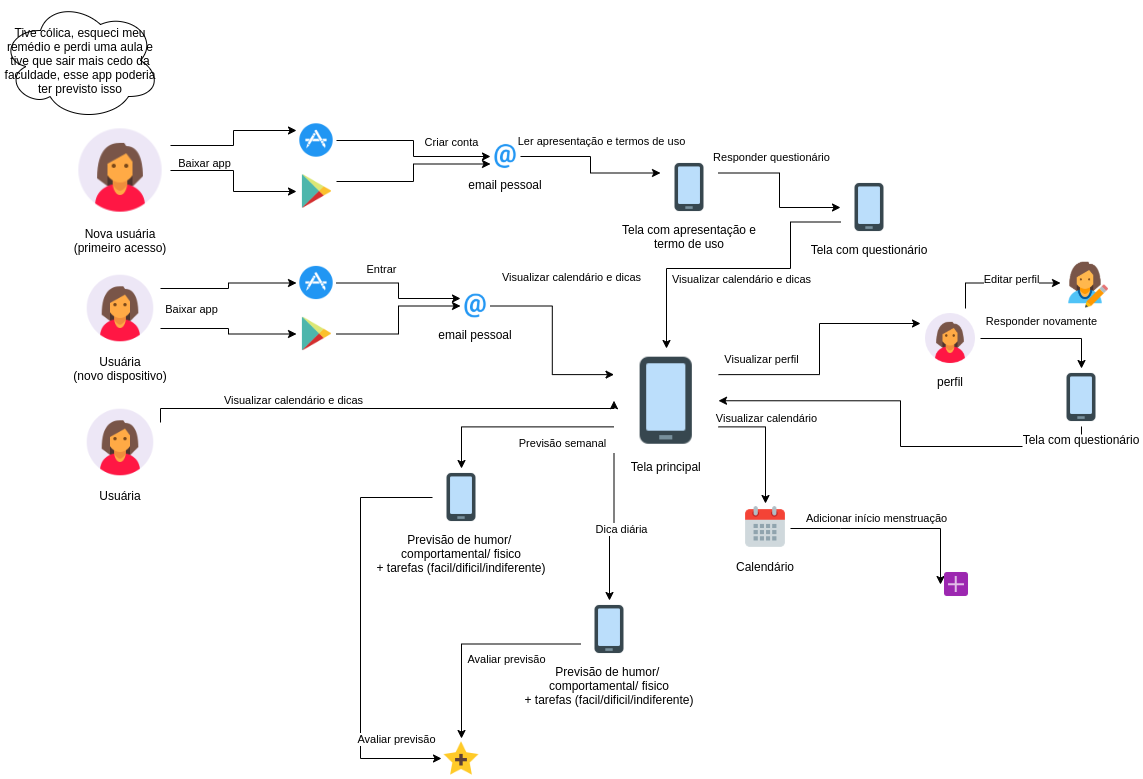 Tive cólica, esqueci meu
remédio e perdi uma aula e
tive que sair mais cedo da
faculdade, esse app poderia
ter previsto isso
Baixar app
Nova usuária
(primeiro acesso)
Criar conta
@
email pessoal
Ler apresentação e termos de uso
Tela com apresentação e
termo de uso
Responder questionário
Tela com questionário
Visualizar calendário e dicas
Baixar app
Usuária
(novo dispositivo)
Entrar
@
email pessoal
Visualizar calendário e dicas
Visualizar calendário e dicas
Usuária
Tela principal
Visualizar perfil
perfil
Editar perfil
Responder novamente
Tela com questionário
Visualizar calendário
Calendário
Adicionar início menstruação
Previsão semanal
Previsão de humor/
comportamental/ fisico
+ tarefas (facil/dificil/indiferente)
Dica diária
Previsão de humor/
comportamental/ fisico
+ tarefas (facil/dificil/indiferente)
Avaliar previsão
Avaliar previsão